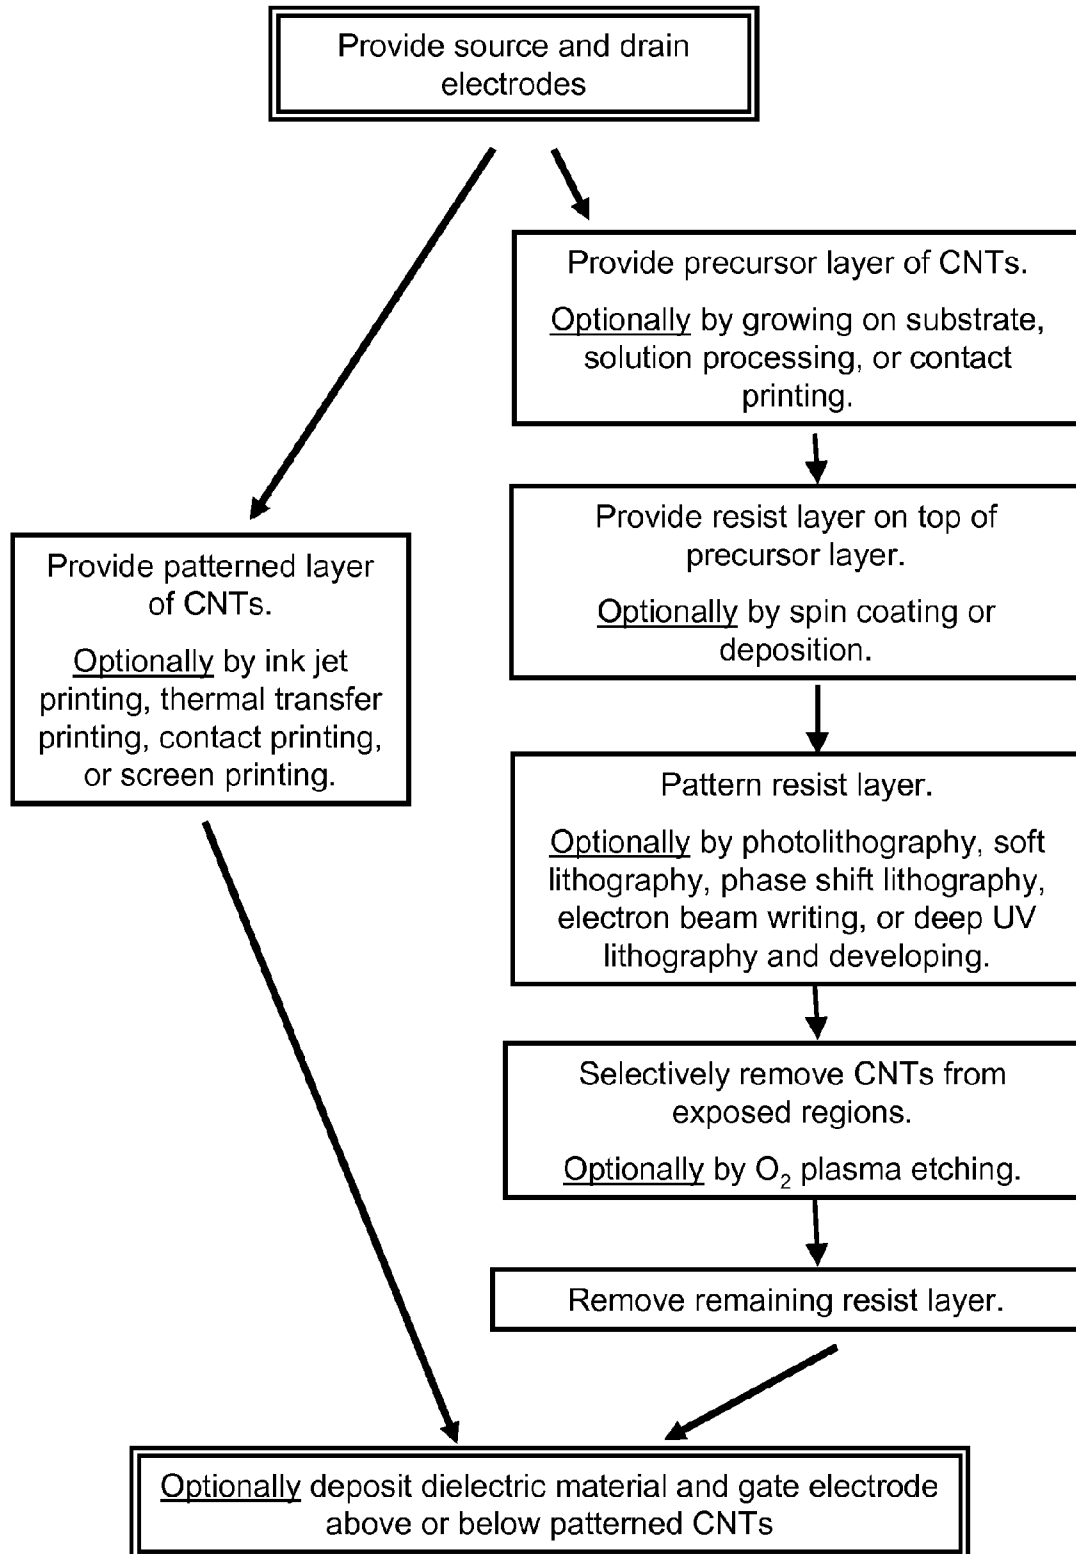 Provide source and drain
electrodes
Provide precursor layer of CNTs.
Optionally by growing on substrate,
solution processing, or contact
printing.
Provide resist layer on top of
precursor layer.
Optionally by spin coating or
deposition.
Provide patterned layer
of CNTs.
Optionally by ink jet
printing, thermal transfer
printing, contact printing,
or screen printing.
Pattern resist layer.
Optionally by photolithography, soft
lithography, phase shift lithography,
electron beam writing, or deep UV
lithography and developing.
Selectively remove CNTs from
exposed regions.
Optionally by O₂ plasma etching.
Remove remaining resist layer.
Optionally deposit dielectric material and gate electrode
above or below patterned CNTs